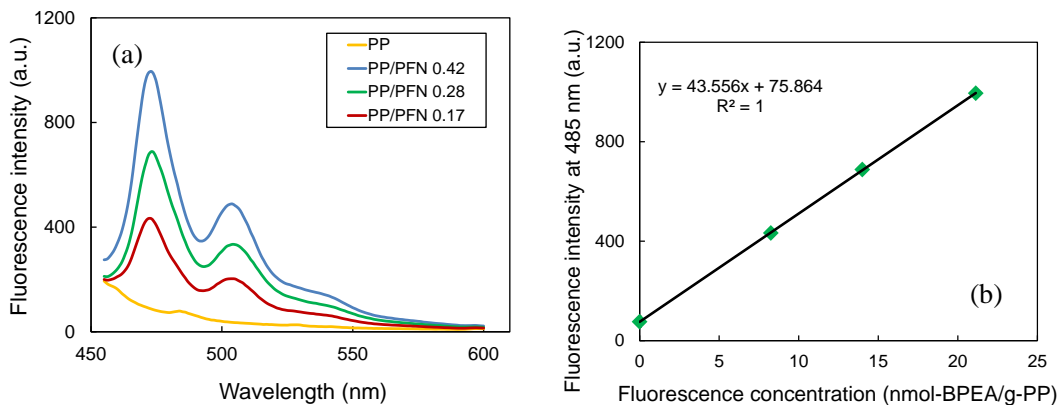 Fluorescence intensity (a.u.)
1200
800
400
0
(a)
PP
PP/PFN 0.42
PP/PFN 0.28
PP/PFN 0.17
450
500
550
600
Wavelength (nm)
Fluorescence intensity at 485 nm (a.u.)
1200
800
400
0
y = 43.556x + 75.864
R² = 1
(b)
0
5
10
15
20
25
Fluorescence concentration (nmol-BPEA/g-PP)